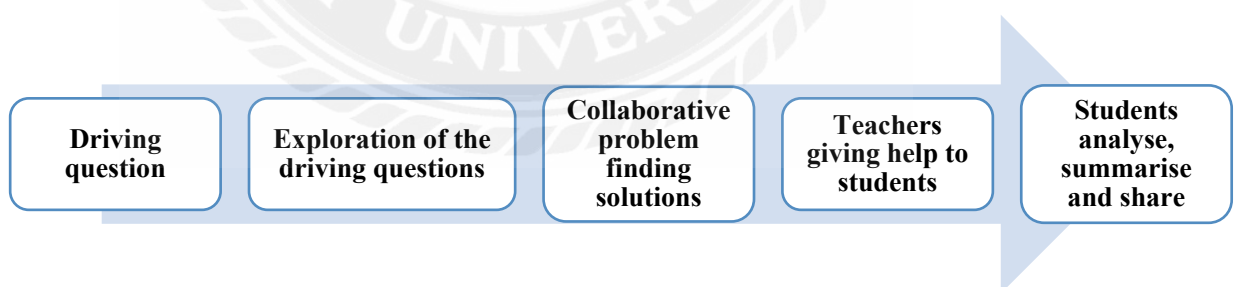 UNIVER
Driving
question
Exploration of the
driving questions
Collaborative
problem
finding
solutions
Teachers
giving help to
students
Students
analyse,
summarise
and share